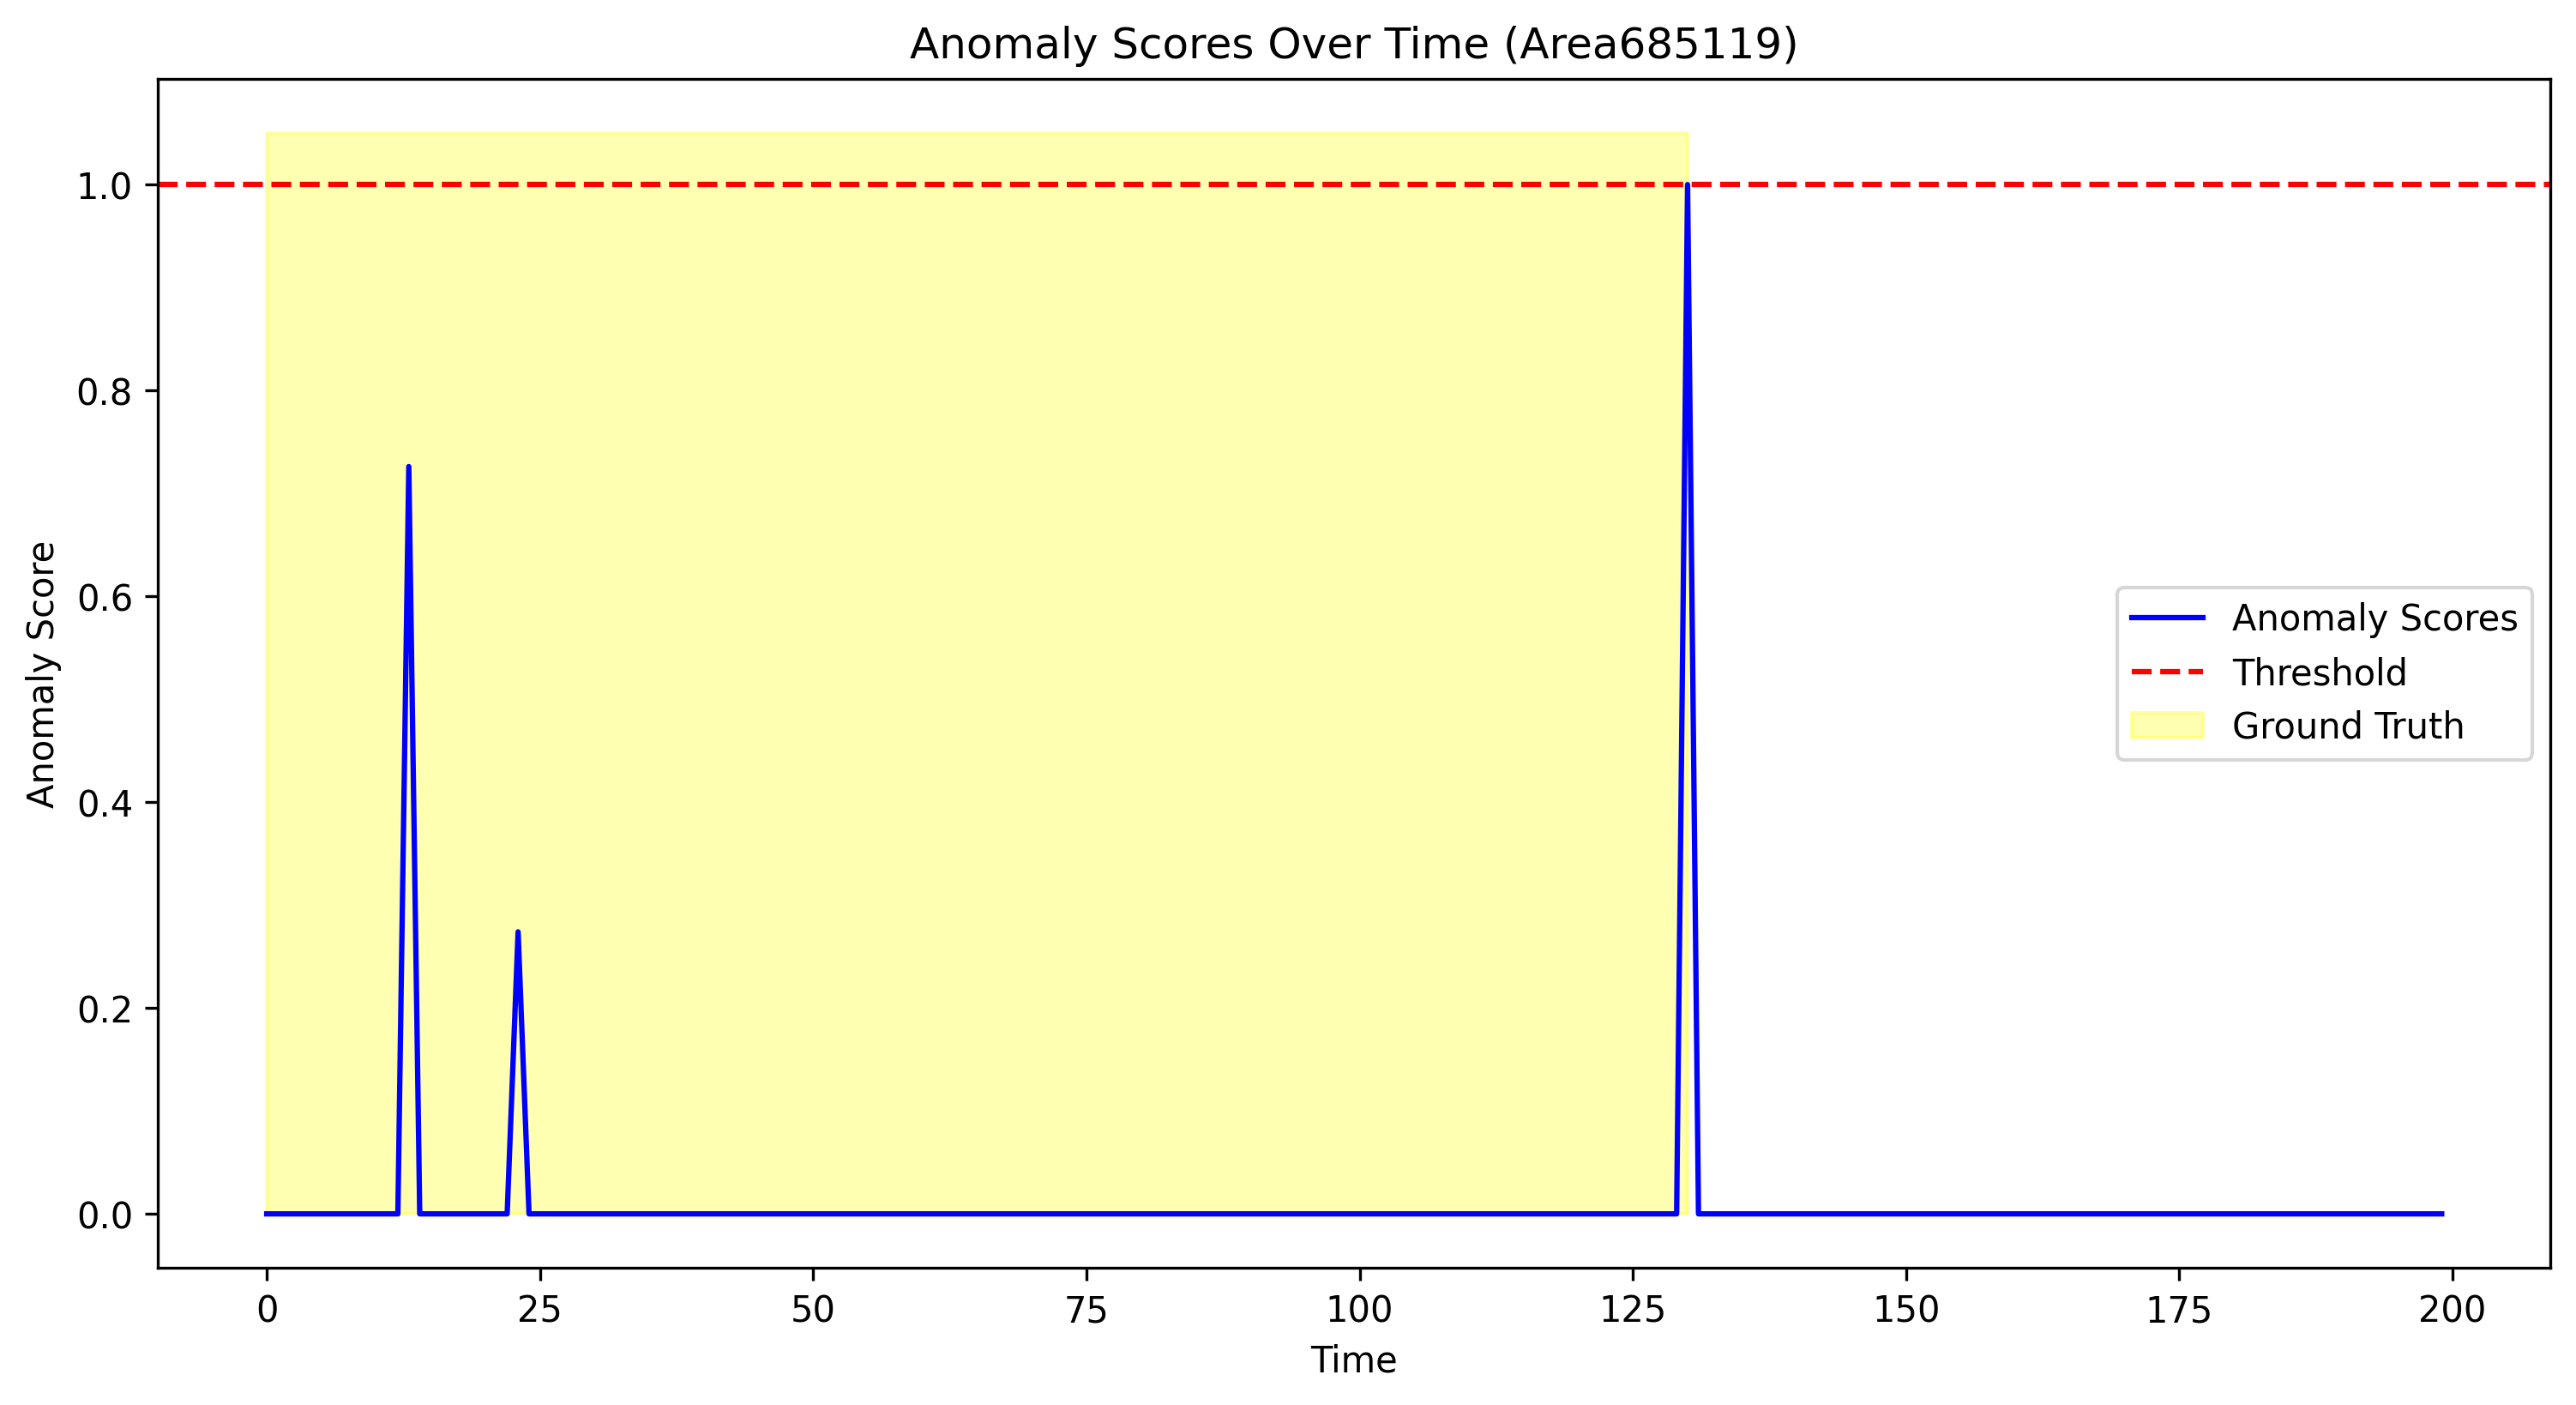 Anomaly Scores Over Time (Area685119)
Anomaly Score
1.0
0.8
0.6
0.4
0.2
0.0
Anomaly Scores
Threshold
Ground Truth
0 25 50 75 100 125 150 175 200
Time